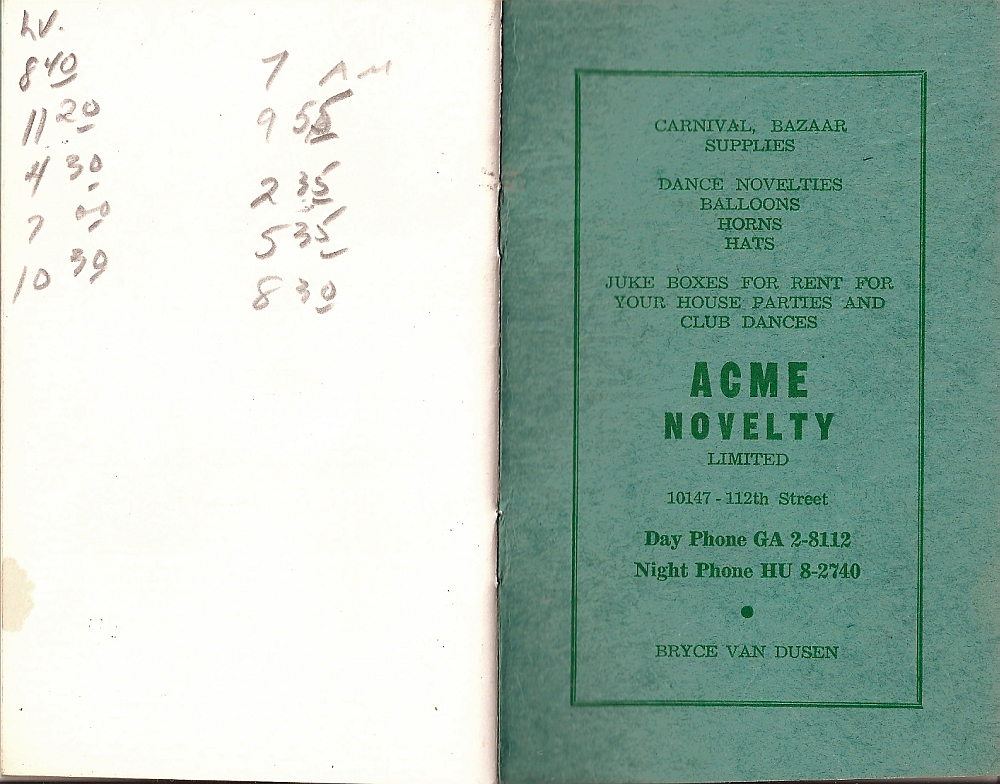 LV.
8 40
11 20
4 30
7 00
10 30
7 AM
9 55
2 35
5 35
8 30
CARNIVAL, BAZAAR
SUPPLIES
DANCE NOVELTIES
BALLOONS
HORNS
HATS
JUKE BOXES FOR RENT FOR
YOUR HOUSE PARTIES AND
CLUB DANCES
ACME
NOVELTY
LIMITED
10147 - 112th Street
Day Phone GA 2-8112
Night Phone HU 8-2740
BRYCE VAN DUSEN